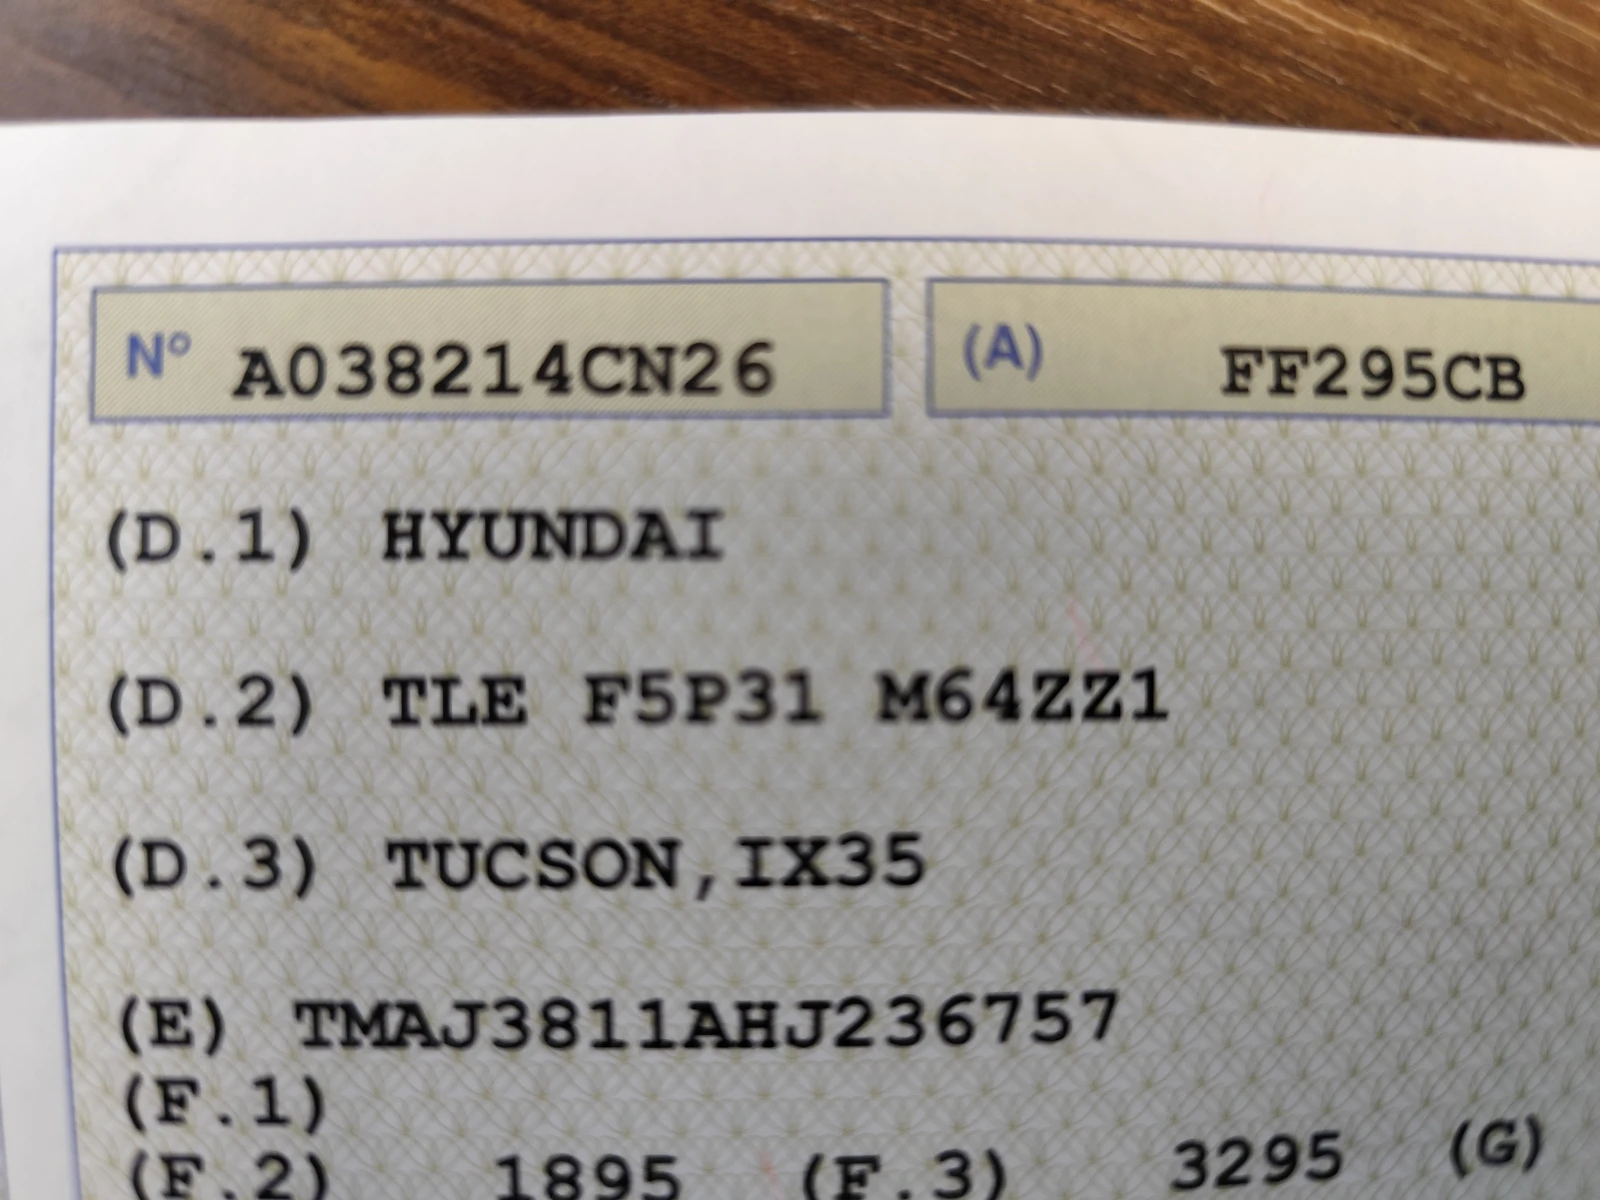 N° A038214CN26 (A) FF295CB
(D.1) HYUNDAI
(D.2) TLE F5P31 M64ZZ1
(D.3) TUCSON,IX35
(E) TMAJ3811AHJ236757
(F.1)
(F.2) 1895 (F.3) 3295 (G)